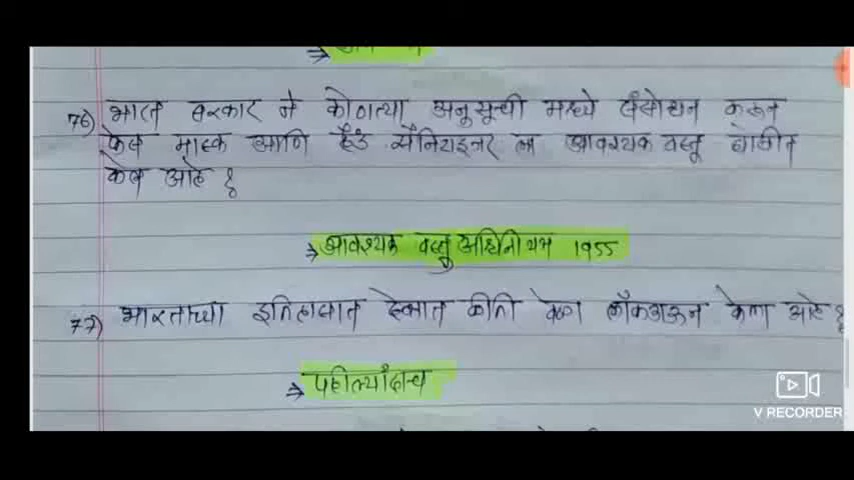 76) भारत सरकार ने कोणत्या अनुसूची मध्ये संसोधन करून
फेस मास्क आणि हँड सॅनिटाइजर ला आवश्यक वस्तू घोषीत
केल आहे ?
→ आवश्यक वस्तु अधिनीयम 1955
77) भारताच्या इतिहासात रेल्वात कीती वेळा लॉकडाऊन केला आहे ?
→ पहील्यांदाच
V RECORDER